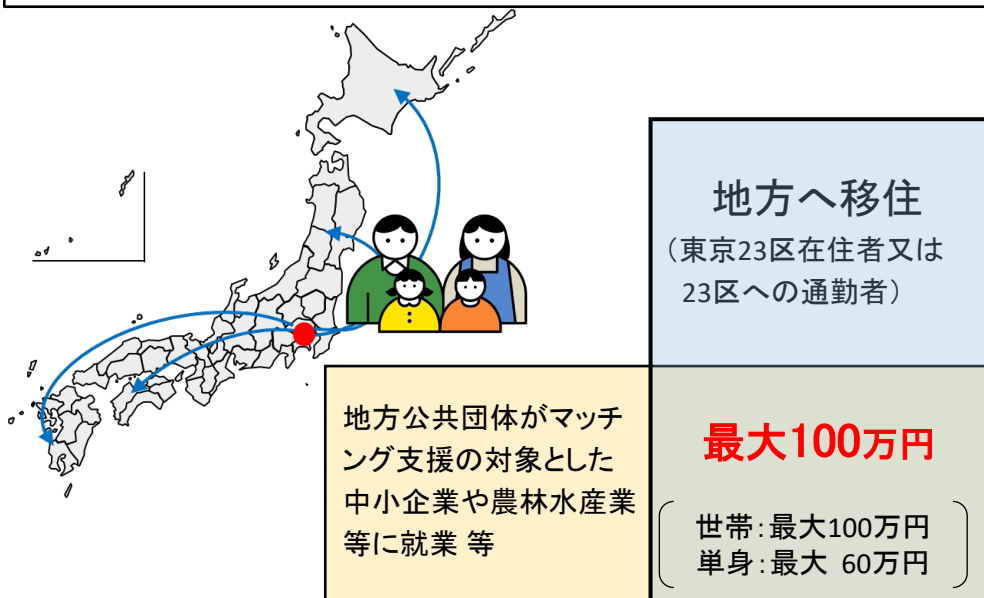 地方へ移住
（東京23区在住者又は
23区への通勤者）
地方公共団体がマッチ
ング支援の対象とした
中小企業や農林水産業
等に就業 等
最大100万円
世帯：最大100万円
単身：最大 60万円